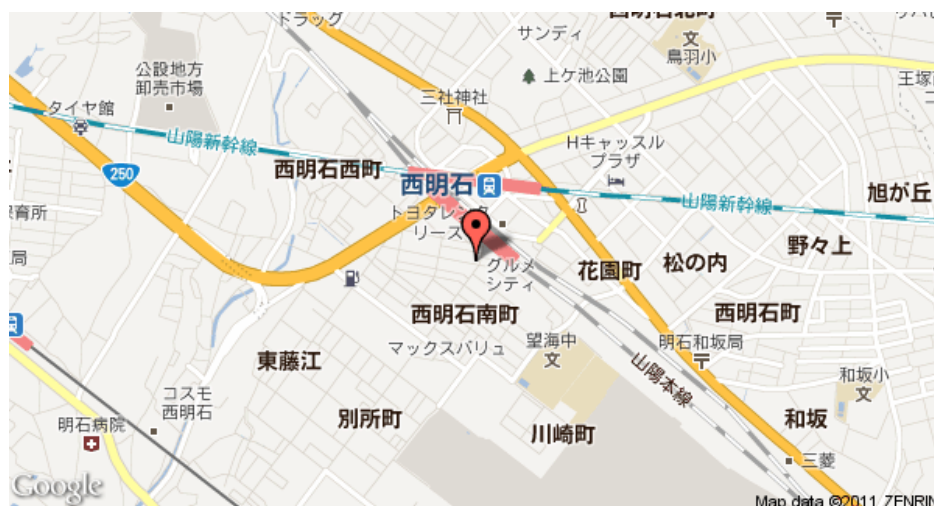 ドラッグ
西明石北町
サンディ
文
鳥羽小
公設地方
卸売市場
上ケ池公園
王塚
タイヤ館
三社神社
Hキャッスル
プラザ
山陽新幹線
250
西明石西町
西明石
山陽新幹線
旭が丘
育所
トヨタレンタ
リース
野々上
局
グルメ
シティ
花園町
松の内
西明石南町
西明石町
マックスバリュ
望海中
文
明石和坂局
東藤江
山陽本線
コスモ
西明石
和坂小
文
明石病院
別所町
川崎町
和坂
三菱
Google
Map data ©2011 ZENRIN